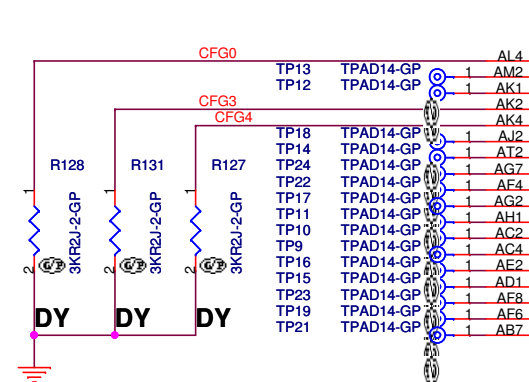 CFG0
AL4
TP13 TPAD14-GP 1 AM2
TP12 TPAD14-GP 1 AK1
CFG3
AK2
CFG4
AK4
TP18 TPAD14-GP 1 AJ2
TP14 TPAD14-GP 1 AT2
TP24 TPAD14-GP 1 AG7
TP22 TPAD14-GP 1 AF4
TP17 TPAD14-GP 1 AG2
TP11 TPAD14-GP 1 AH1
TP10 TPAD14-GP 1 AC2
TP9 TPAD14-GP 1 AC4
TP16 TPAD14-GP 1 AE2
TP15 TPAD14-GP 1 AD1
TP23 TPAD14-GP 1 AF8
TP19 TPAD14-GP 1 AF6
TP21 TPAD14-GP 1 AB7
R128 R131 R127
1 1 1
3KR2J-2-GP 3KR2J-2-GP 3KR2J-2-GP
2 2 2
DY DY DY